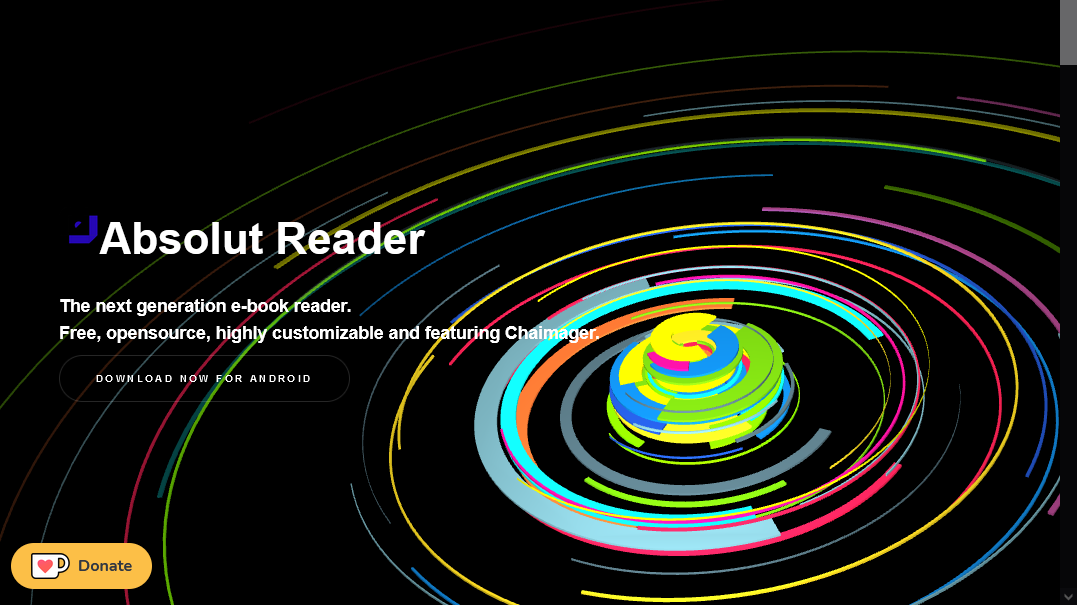 Absolut Reader
The next generation e-book reader.
Free, opensource, highly customizable and featuring Chaimager.
DOWNLOAD NOW FOR ANDROID
Donate